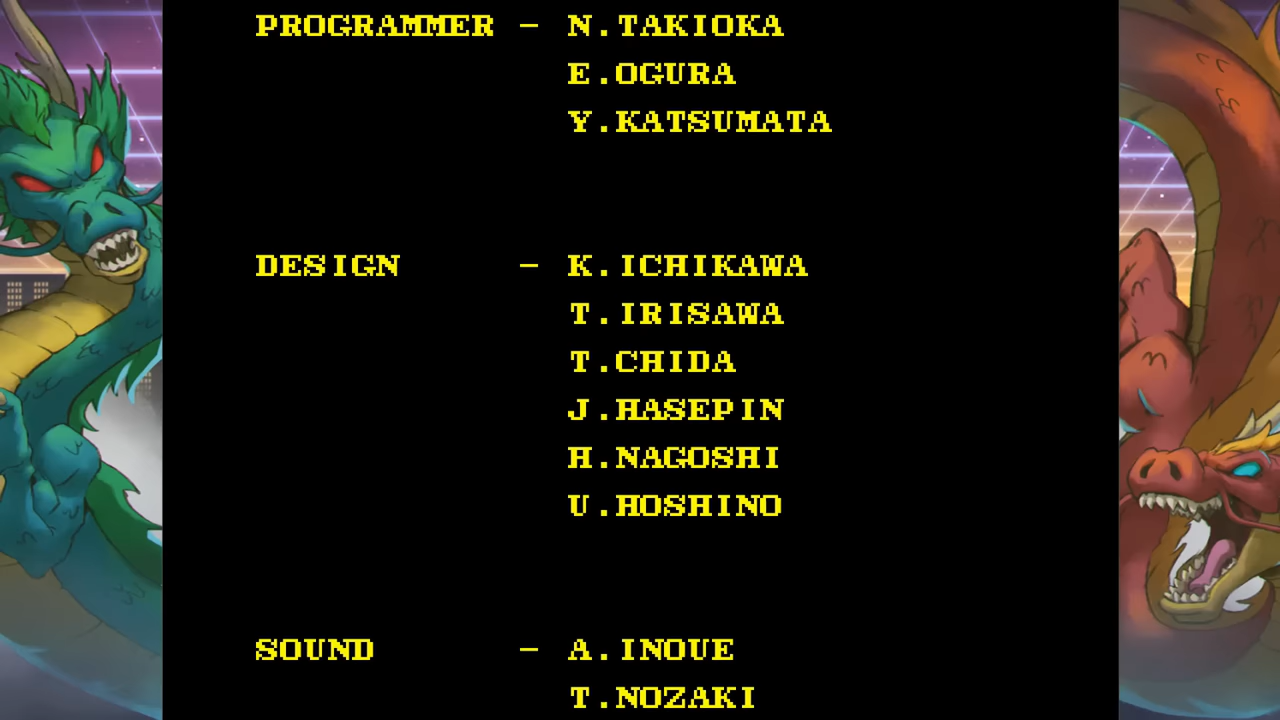 PROGRAMMER - N.TAKIOKA
E.OGURA
Y.KATSUMATA
DESIGN - K.ICHIKAWA
T.IRISAWA
T.CHIDA
J.HASEPIN
H.NAGOSHI
U.HOSHINO
SOUND - A.INOUE
T.NOZAKI